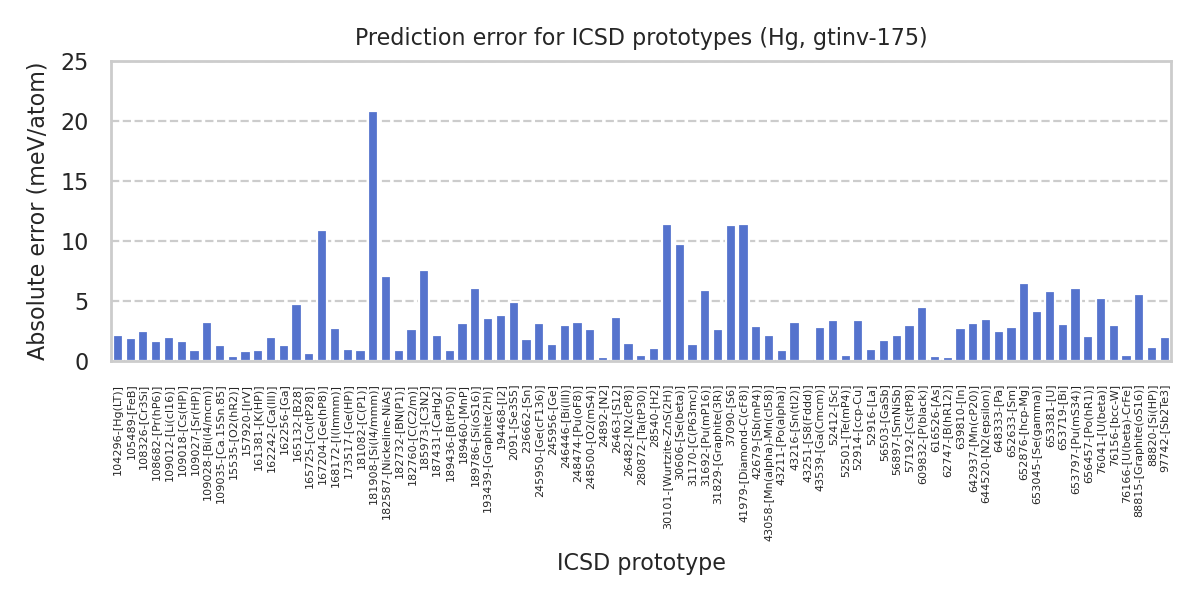 Prediction error for ICSD prototypes (Hg, gtinv-175)
Absolute error (meV/atom)
25
20
15
10
5
0
104296-[Hg(LT)]
105489-[FeB]
108326-[Cr3Si]
108682-[Pr(hP6)]
109012-[Li(cI16)]
109018-[Cs(HP)]
109027-[Sr(HP)]
109028-[Bi(I4/mcm)]
109035-[Ca.15Sn.85]
15535-[O2(hR2)]
157920-[IrV]
161381-[K(HP)]
162242-[Ca(III)]
162256-[Ga]
165132-[B28]
165725-[Co(tP28)]
167204-[Ge(hP8)]
168172-[I(Immm)]
173517-[Ge(HP)]
181082-[C(P1)]
181908-[Si(I4/mmm)]
182587-[Nickeline-NiAs]
182732-[BN(P1)]
182760-[C(C2/m)]
185973-[C3N2]
187431-[CaHg2]
189436-[B(tP50)]
189460-[MnP]
189786-[Si(oS16)]
193439-[Graphite(2H)]
194468-[I2]
2091-[Se3S5]
236662-[Sn]
245950-[Ge(cF136)]
245956-[Ge]
246446-[Bi(III)]
248474-[Pu(oF8)]
248500-[O2(mS4)]
24892-[N2]
26463-[S12]
26482-[N2(cP8)]
280872-[Ta(tP30)]
28540-[H2]
30101-[Wurtzite-ZnS(2H)]
30606-[Se(beta)]
31170-[C(P63mc)]
31692-[Pu(mP16)]
31829-[Graphite(3R)]
37090-[S6]
41979-[Diamond-C(cF8)]
42679-[Sb(mP4)]
43058-[Mn(alpha)-Mn(cI58)]
43211-[Po(alpha)]
43216-[Sn(tI2)]
43251-[S8(Fddd)]
43539-[Ga(Cmcm)]
52412-[Sc]
52501-[Te(mP4)]
52914-[ccp-Cu]
52916-[La]
56503-[GaSb]
56897-[SmNiSb]
57192-[Cs(tP8)]
609832-[P(black)]
616526-[As]
62747-[B(hR12)]
639810-[In]
642937-[Mn(cP20)]
644520-[N2(epsilon)]
648333-[Pa]
652633-[Sm]
652876-[hcp-Mg]
653045-[Se(gamma)]
653381-[U]
653719-[Bi]
653797-[Pu(mS34)]
656457-[Po(hR1)]
76041-[U(beta)]
76156-[bcc-W]
76166-[U(beta)-CrFe]
88815-[Graphite(oS16)]
88820-[Si(HP)]
97742-[Sb2Te3]
ICSD prototype